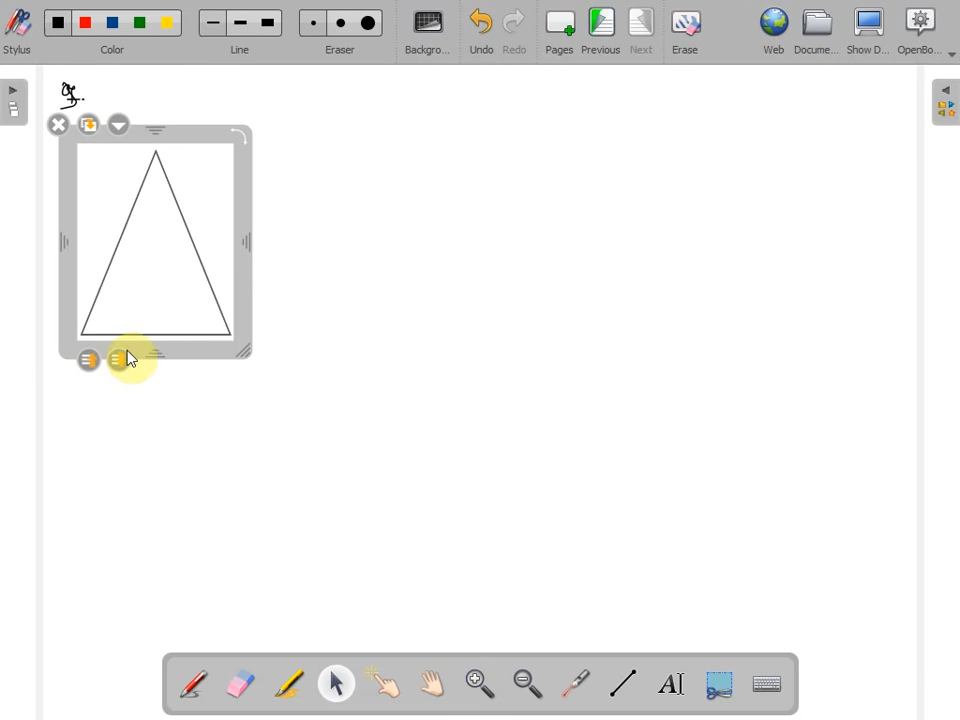 Stylus
Color
Line
Eraser
Backgro...
Undo
Redo
Pages
Previous
Next
Erase
Web
Docume...
Show D...
OpenBo...
A